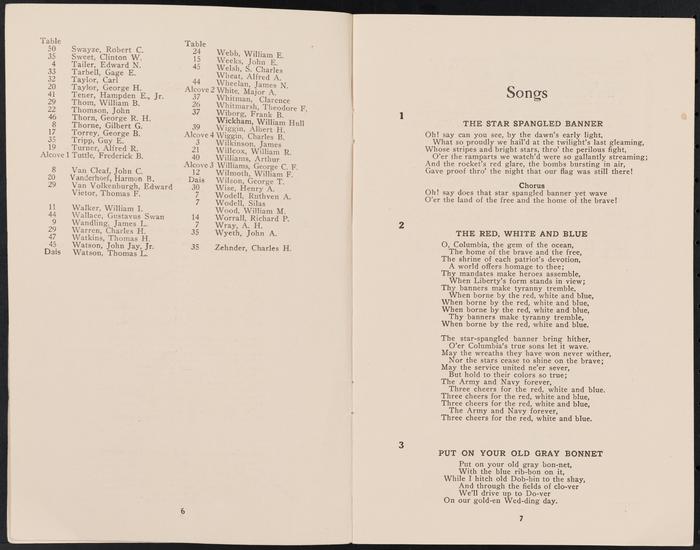 Table
50 Swayze, Robert C.
35 Sweet, Clinton W.
4 Tailer, Edward N.
33 Tarbell, Gage E.
32 Taylor, Carl
20 Taylor, George H.
41 Tener, Hampden E., Jr.
29 Thom, William B.
22 Thomson, John
46 Thorn, George R. H.
8 Thorne, Gilbert G.
17 Torrey, George B.
35 Tripp, Guy E.
19 Turner, Alfred R.
Alcove 1 Tuttle, Frederick B.
8 Van Cleaf, John C.
20 Vanderhoef, Harmon B.
29 Van Volkenburgh, Edward
Vietor, Thomas F.
11 Walker, William I.
44 Wallace, Gustavus Swan
9 Wandling, James L.
29 Warren, Charles H.
47 Watkins, Thomas H.
45 Watson, John Jay, Jr.
Dais Watson, Thomas L.
Table
24 Webb, William E.
15 Weeks, John E.
45 Welsh, S. Charles
Wheat, Alfred A.
44 Wheelan, James N.
Alcove 2 White, Major A.
37 Whitman, Clarence
26 Whitmarsh, Theodore F.
37 Wiborg, Frank B.
Wickham, William Hull
39 Wiggin, Albert H.
Alcove 4 Wiggin, Charles B.
3 Wilkinson, James
21 Willcox, William R.
40 Williams, Arthur
Alcove 3 Williams, George C. F.
12 Wilmoth, William F.
Dais Wilson, George T.
30 Wise, Henry A.
7 Wodell, Ruthven A.
7 Wodell, Silas
Wood, William M.
14 Worrall, Richard P.
7 Wray, A. H.
35 Wyeth, John A.
35 Zehnder, Charles H.
6
Songs
1
THE STAR SPANGLED BANNER
Oh! say can you see, by the dawn's early light,
What so proudly we hail'd at the twilight's last gleaming,
Whose stripes and bright stars, thro' the perilous fight,
O'er the ramparts we watch'd were so gallantly streaming;
And the rocket's red glare, the bombs bursting in air,
Gave proof thro' the night that our flag was still there!
Chorus
Oh! say does that star spangled banner yet wave
O'er the land of the free and the home of the brave!
2
THE RED, WHITE AND BLUE
O, Columbia, the gem of the ocean,
The home of the brave and the free,
The shrine of each patriot's devotion,
A world offers homage to thee;
Thy mandates make heroes assemble,
When Liberty's form stands in view;
Thy banners make tyranny tremble,
When borne by the red, white and blue,
When borne by the red, white and blue,
When borne by the red, white and blue,
Thy banners make tyranny tremble,
When borne by the red, white and blue.
The star-spangled banner bring hither,
O'er Columbia's true sons let it wave.
May the wreaths they have won never wither,
Nor the stars cease to shine on the brave;
May the service united ne'er sever,
But hold to their colors so true;
The Army and Navy forever,
Three cheers for the red, white and blue.
Three cheers for the red, white and blue,
Three cheers for the red, white and blue,
The Army and Navy forever,
Three cheers for the red, white and blue.
3
PUT ON YOUR OLD GRAY BONNET
Put on your old gray bon-net,
With the blue rib-bon on it,
While I hitch old Dob-bin to the shay,
And through the fields of clo-ver
We'll drive up to Do-ver
On our gold-en Wed-ding day.
7